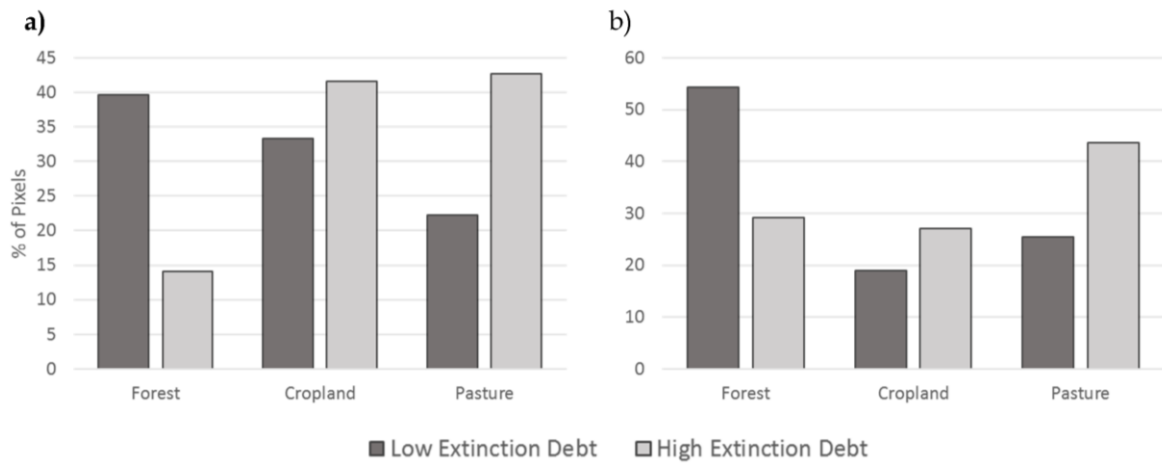 a)
b)
45
40
35
30
25
20
15
10
5
0
% of Pixels
Forest Cropland Pasture
60
50
40
30
20
10
0
Forest Cropland Pasture
Low Extinction Debt High Extinction Debt